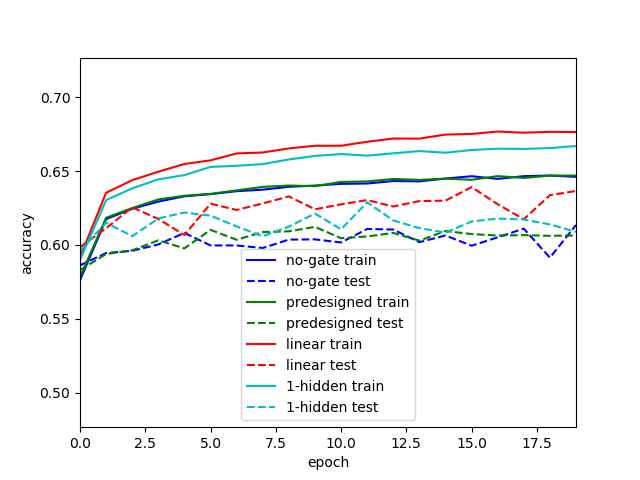 0.70
0.65
0.60
0.55
0.50
accuracy
no-gate train
no-gate test
predesigned train
predesigned test
linear train
linear test
1-hidden train
1-hidden test
0.0 2.5 5.0 7.5 10.0 12.5 15.0 17.5
epoch